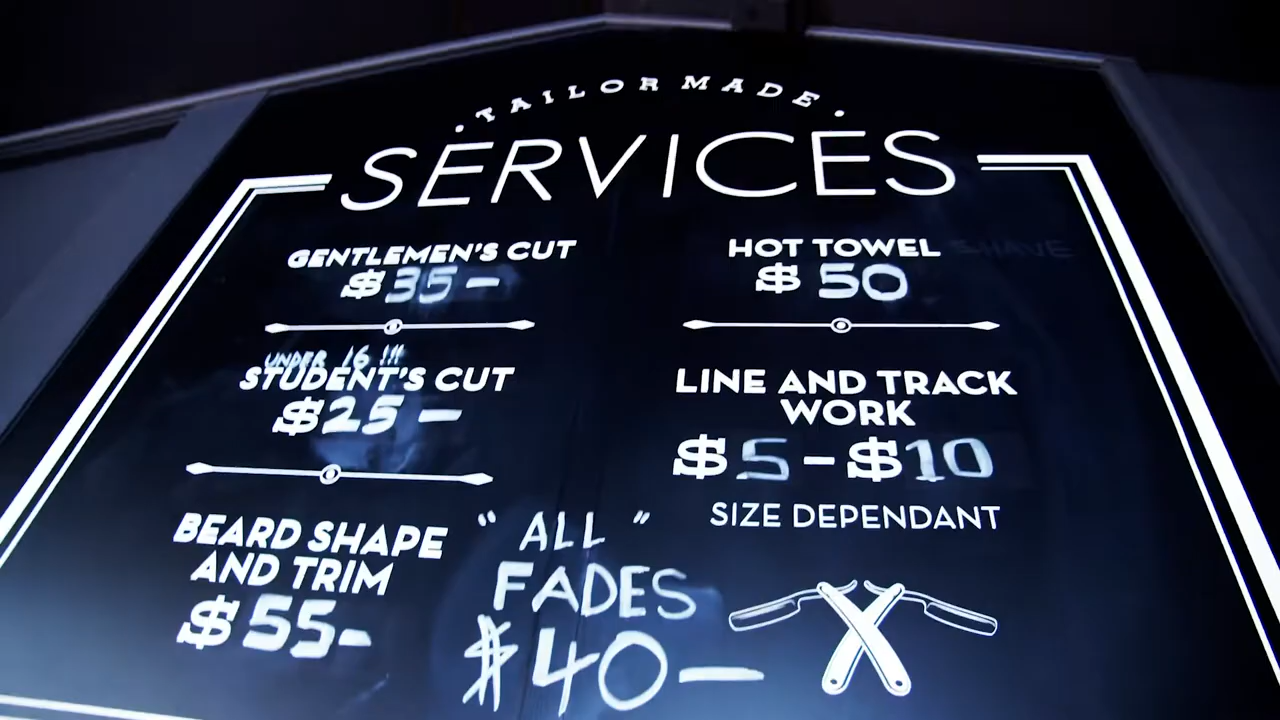 · TAILOR MADE ·
SERVICES
GENTLEMEN'S CUT
$35 –
UNDER 16 !!!
STUDENT'S CUT
$25 –
BEARD SHAPE
AND TRIM
$55–
"ALL"
FADES
$40 –
HOT TOWEL SHAVE
$50
LINE AND TRACK
WORK
$5 – $10
SIZE DEPENDANT